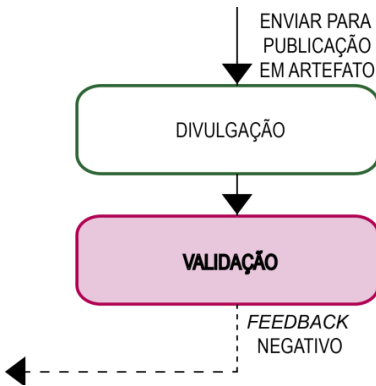 ENVIAR PARA
PUBLICAÇÃO
EM ARTEFATO
DIVULGAÇÃO
VALIDAÇÃO
FEEDBACK
NEGATIVO